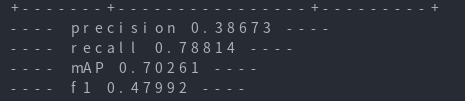 +-------+----------------+---------+
---- precision 0.38673 ----
---- recall 0.78814 ----
---- mAP 0.70261 ----
---- f1 0.47992 ----